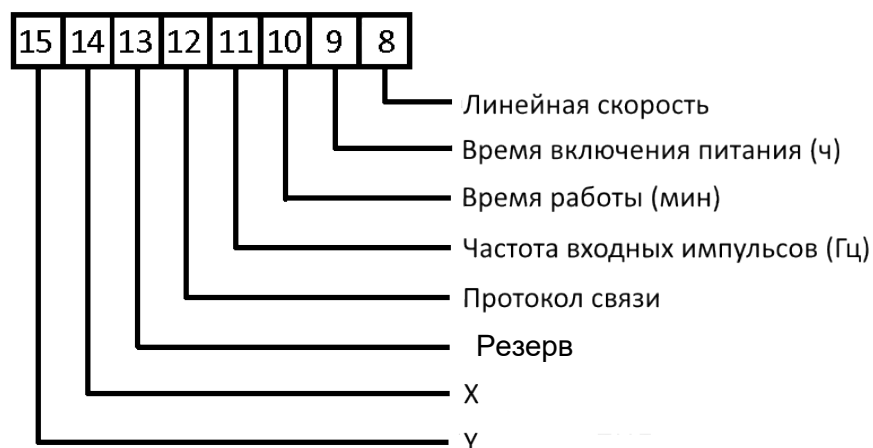 15 14 13 12 11 10 9 8
Линейная скорость
Время включения питания (ч)
Время работы (мин)
Частота входных импульсов (Гц)
Протокол связи
Резерв
X
Y